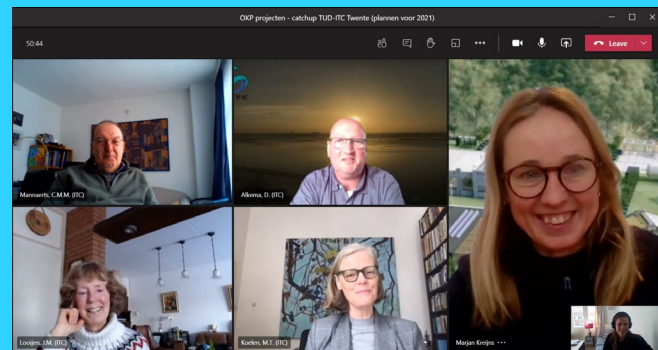 OKP projecten - catchup TUD-ITC Twente (plannen voor 2021)
50:44
Leave
Mannaerts, C.M.M. (ITC)
Alkema, D. (ITC)
Looijen, J.M. (ITC)
Koelen, M.T. (ITC)
Marjan Kreijns